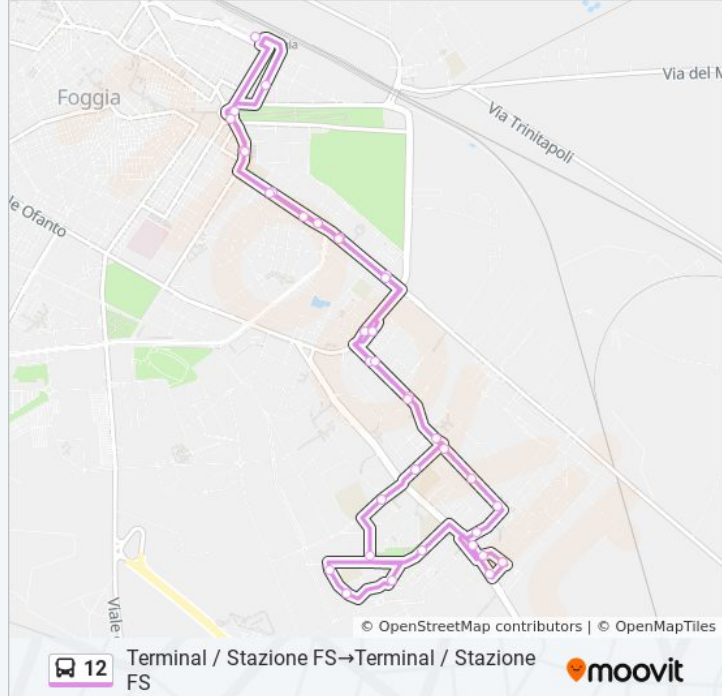 Foggia
Via del M
Via Trinitapoli
le Ofanto
Viale
© OpenStreetMap contributors | © OpenMapTiles
12
Terminal / Stazione FS→Terminal / Stazione
FS
moovit